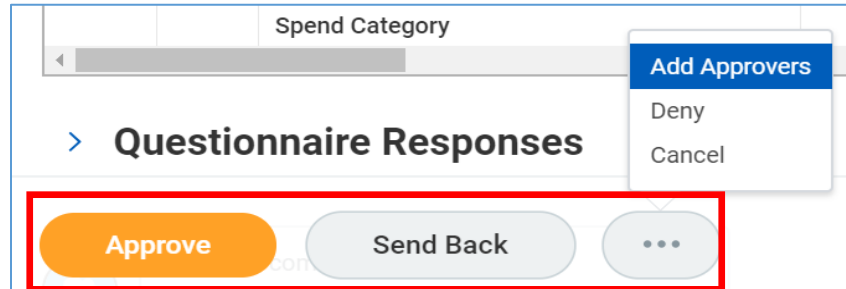 Spend Category
Add Approvers
Deny
Cancel
Questionnaire Responses
Approve
Send Back